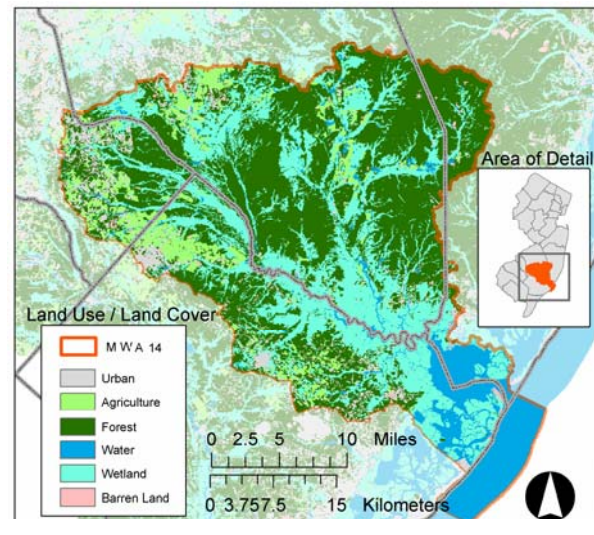 Area of Detail
Land Use / Land Cover
M W A 14
Urban
Agriculture
Forest
Water
Wetland
Barren Land
0 2.5 5 10 Miles
0 3.757.5 15 Kilometers